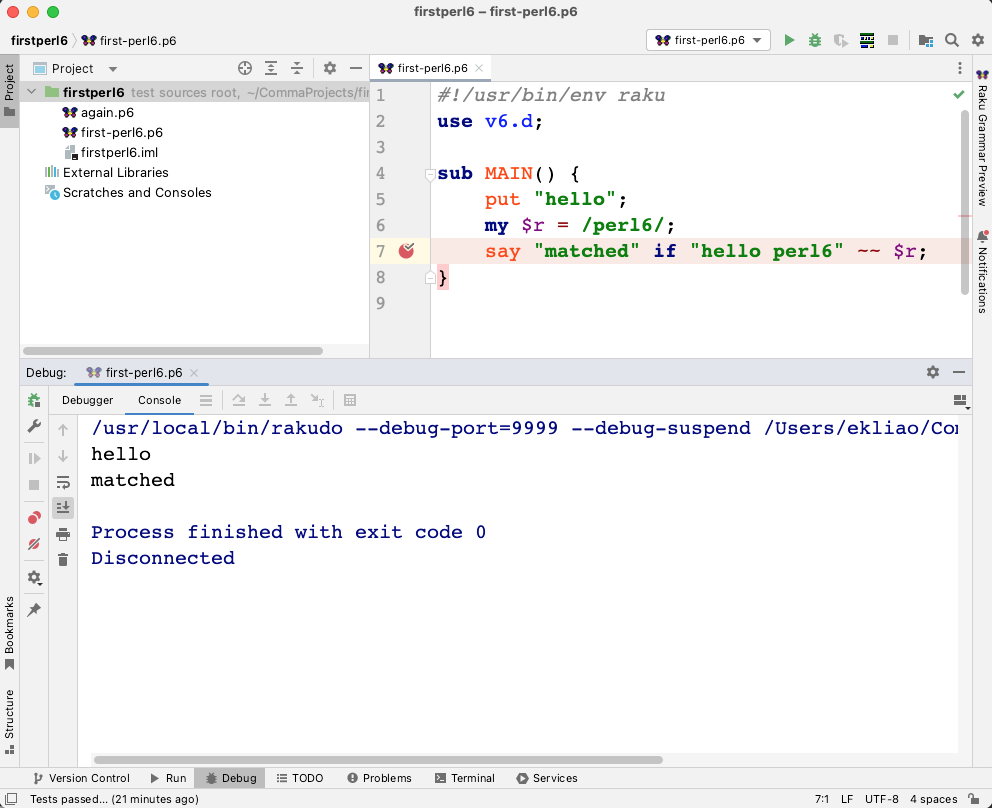 firstperl6 – first-perl6.p6
firstperl6 first-perl6.p6
first-perl6.p6
Project
Project
firstperl6 test sources root, ~/CommaProjects/fir
again.p6
first-perl6.p6
firstperl6.iml
External Libraries
Scratches and Consoles
first-perl6.p6
1 #!/usr/bin/env raku
2 use v6.d;
3
4 sub MAIN() {
5 put "hello";
6 my $r = /perl6/;
7 say "matched" if "hello perl6" ~~ $r;
8 }
9
Raku Grammar Preview
Notifications
Debug: first-perl6.p6
Debugger Console
/usr/local/bin/rakudo --debug-port=9999 --debug-suspend /Users/ekliao/Com
hello
matched
Process finished with exit code 0
Disconnected
Bookmarks
Structure
Version Control Run Debug TODO Problems Terminal Services
Tests passed... (21 minutes ago) 7:1 LF UTF-8 4 spaces